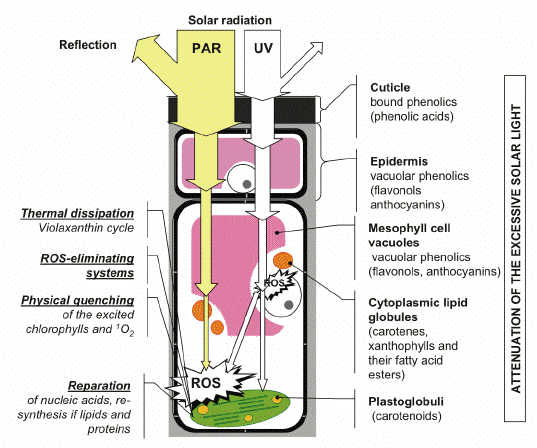 Solar radiation
Reflection
PAR
UV
Cuticle
bound phenolics
(phenolic acids)
Epidermis
vacuolar phenolics
(flavonols
anthocyanins)
Mesophyll cell
vacuoles
vacuolar phenolics
(flavonols, anthocyanins)
Cytoplasmic lipid
globules
(carotenes,
xanthophylls and
their fatty acid
esters)
Plastoglobuli
(carotenoids)
ATTENUATION OF THE EXCESSIVE SOLAR LIGHT
Thermal dissipation
Violaxanthin cycle
ROS-eliminating
systems
Physical quenching
of the excited
chlorophylls and ¹O₂
Reparation
of nucleic acids, re-
synthesis if lipids and
proteins
ROS
ROS